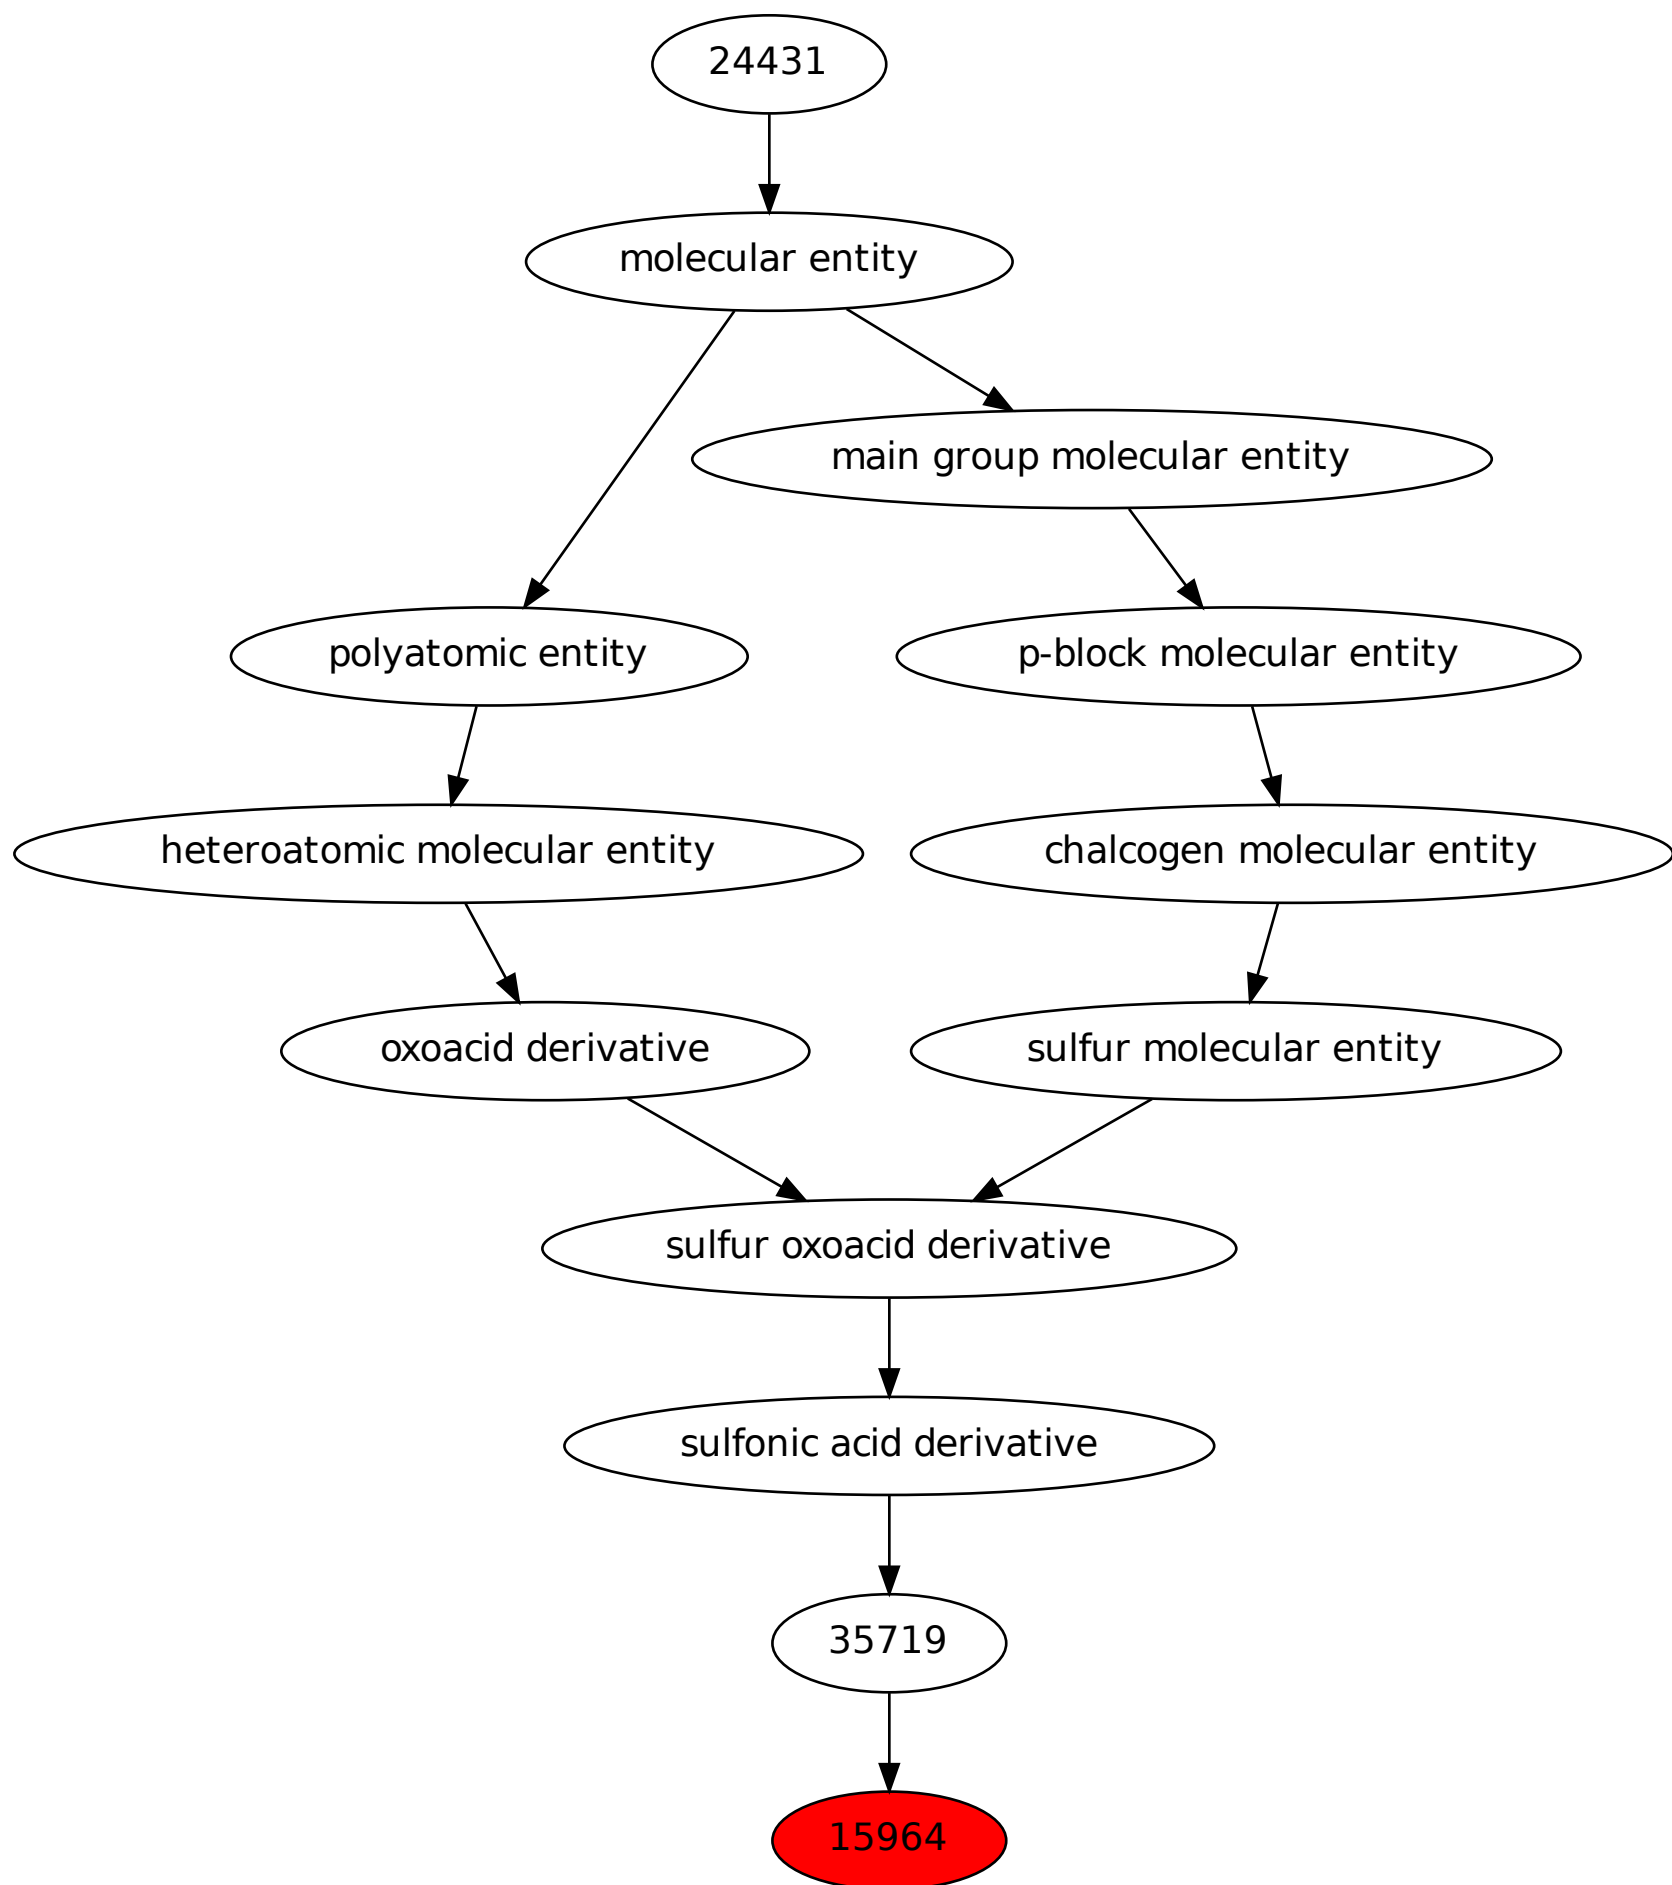 24431
molecular entity
main group molecular entity
polyatomic entity
p-block molecular entity
heteroatomic molecular entity
chalcogen molecular entity
oxoacid derivative
sulfur molecular entity
sulfur oxoacid derivative
sulfonic acid derivative
35719
15964